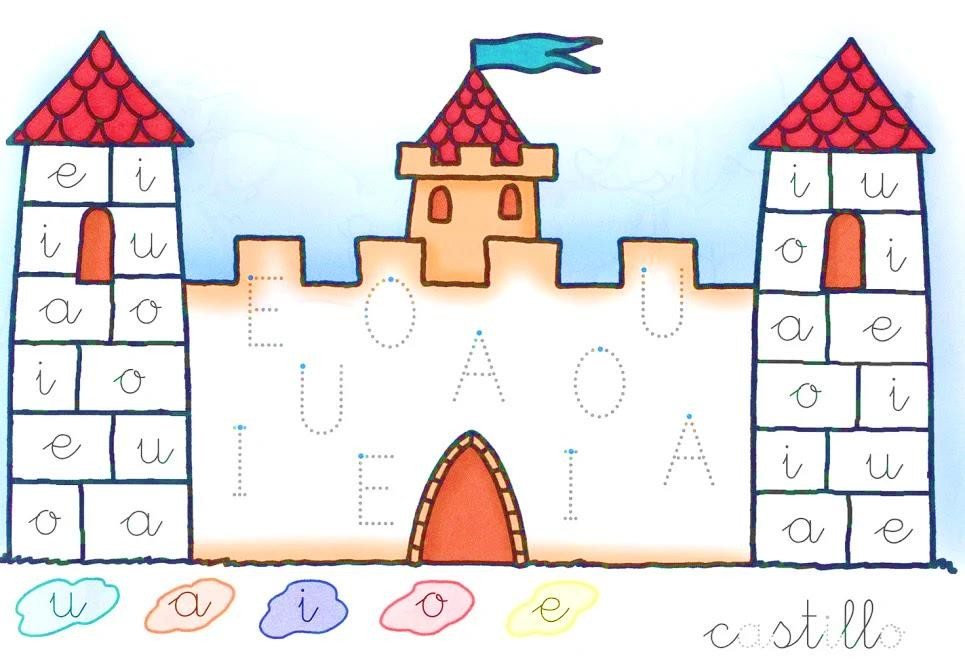 e i
i u
a o
i o
e u
o a
E O U
A
U O
I A
E I
i u
o i
a e
o i
i u
a e
u a i o e
castillo